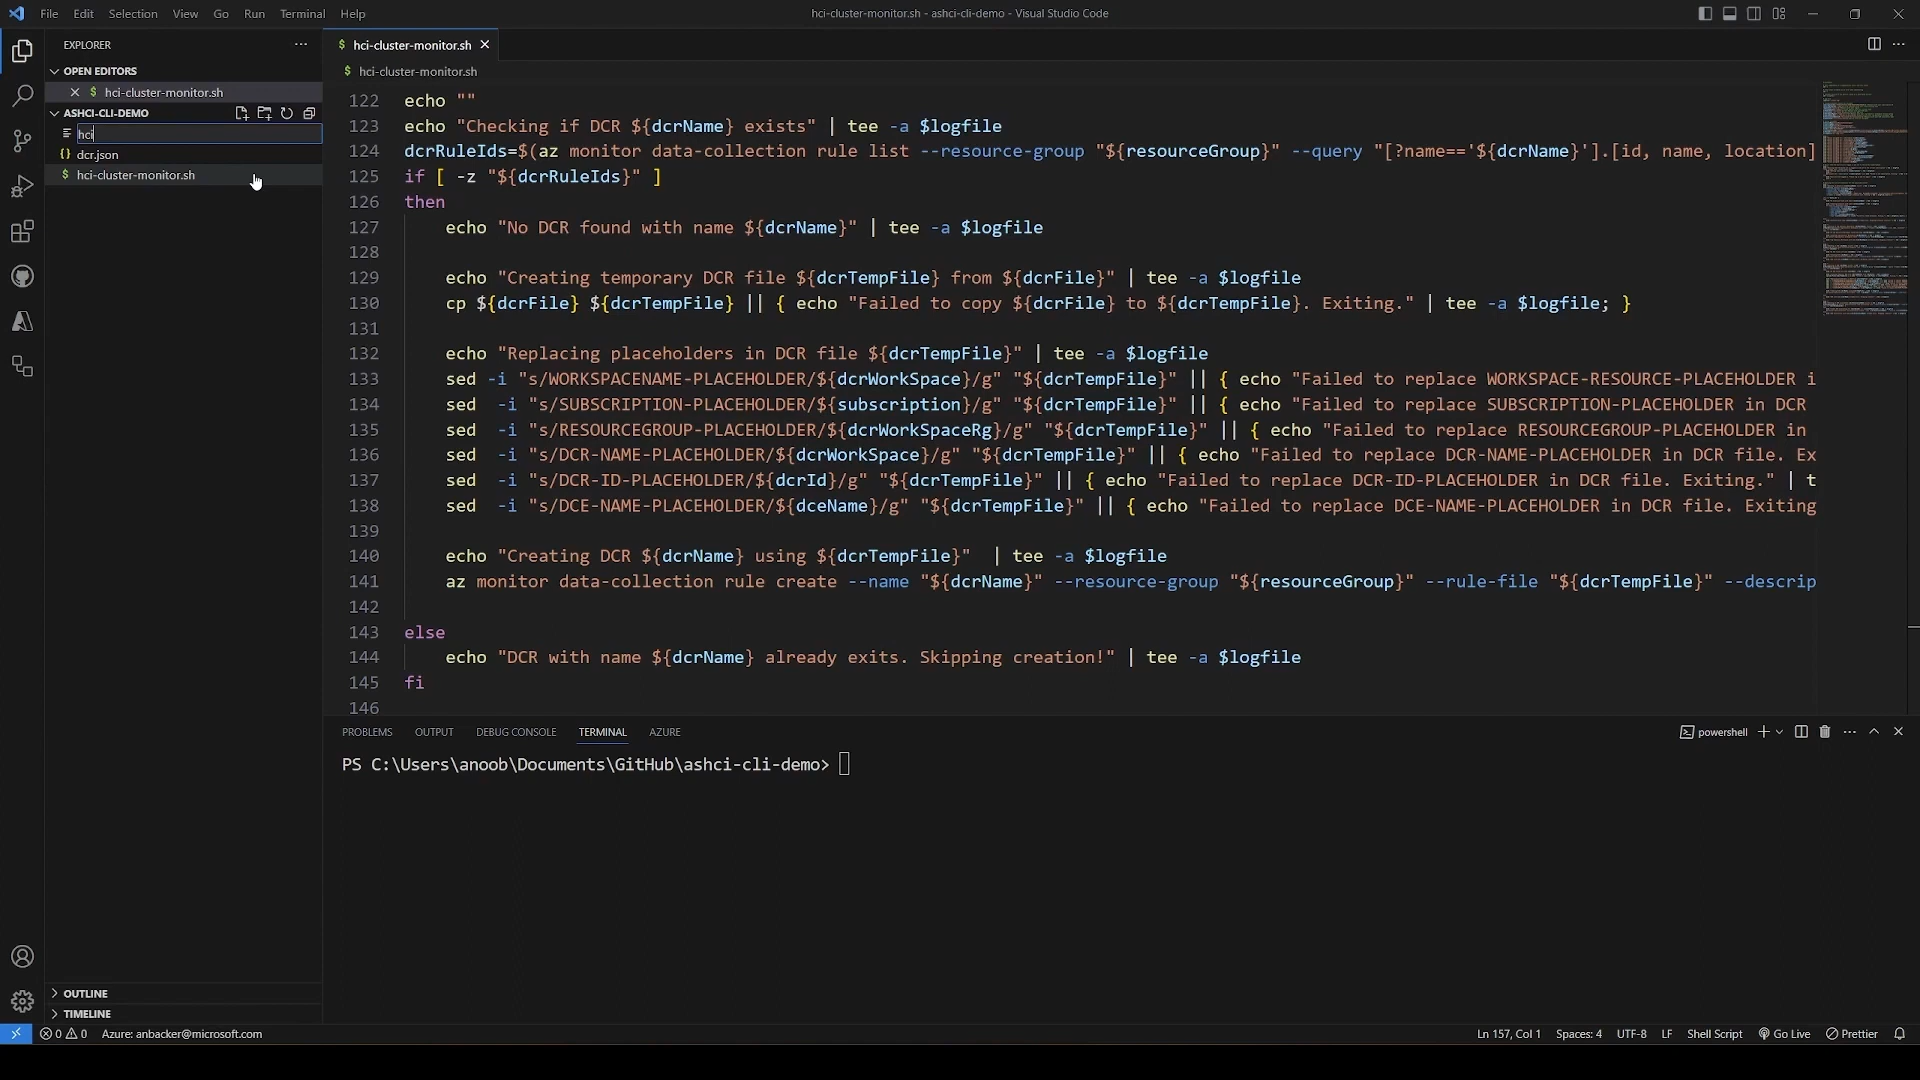 File Edit Selection View Go Run Terminal Help
hci-cluster-monitor.sh - ashci-cli-demo - Visual Studio Code
EXPLORER
OPEN EDITORS
hci-cluster-monitor.sh
ASHCI-CLI-DEMO
hci
{} dcr.json
$ hci-cluster-monitor.sh
OUTLINE
TIMELINE
$ hci-cluster-monitor.sh
$ hci-cluster-monitor.sh
122 echo ""
123 echo "Checking if DCR ${dcrName} exists" | tee -a $logfile
124 dcrRuleIds=$(az monitor data-collection rule list --resource-group "${resourceGroup}" --query "[?name=='${dcrName}'].[id, name, location]
125 if [ -z "${dcrRuleIds}" ]
126 then
127 echo "No DCR found with name ${dcrName}" | tee -a $logfile
128
129 echo "Creating temporary DCR file ${dcrTempFile} from ${dcrFile}" | tee -a $logfile
130 cp ${dcrFile} ${dcrTempFile} || { echo "Failed to copy ${dcrFile} to ${dcrTempFile}. Exiting." | tee -a $logfile; }
131
132 echo "Replacing placeholders in DCR file ${dcrTempFile}" | tee -a $logfile
133 sed -i "s/WORKSPACENAME-PLACEHOLDER/${dcrWorkSpace}/g" "${dcrTempFile}" || { echo "Failed to replace WORKSPACE-RESOURCE-PLACEHOLDER i
134 sed  -i "s/SUBSCRIPTION-PLACEHOLDER/${subscription}/g" "${dcrTempFile}" || { echo "Failed to replace SUBSCRIPTION-PLACEHOLDER in DCR
135 sed  -i "s/RESOURCEGROUP-PLACEHOLDER/${dcrWorkSpaceRg}/g" "${dcrTempFile}" || { echo "Failed to replace RESOURCEGROUP-PLACEHOLDER in
136 sed  -i "s/DCR-NAME-PLACEHOLDER/${dcrWorkSpace}/g" "${dcrTempFile}" || { echo "Failed to replace DCR-NAME-PLACEHOLDER in DCR file. Ex
137 sed  -i "s/DCR-ID-PLACEHOLDER/${dcrId}/g" "${dcrTempFile}" || { echo "Failed to replace DCR-ID-PLACEHOLDER in DCR file. Exiting." | t
138 sed  -i "s/DCE-NAME-PLACEHOLDER/${dceName}/g" "${dcrTempFile}" || { echo "Failed to replace DCE-NAME-PLACEHOLDER in DCR file. Exiting
139
140 echo "Creating DCR ${dcrName} using ${dcrTempFile}"  | tee -a $logfile
141 az monitor data-collection rule create --name "${dcrName}" --resource-group "${resourceGroup}" --rule-file "${dcrTempFile}" --descrip
142
143 else
144 echo "DCR with name ${dcrName} already exits. Skipping creation!" | tee -a $logfile
145 fi
146
PROBLEMS OUTPUT DEBUG CONSOLE TERMINAL AZURE
powershell
PS C:\Users\anoob\Documents\GitHub\ashci-cli-demo>
0 0 Azure: anbacker@microsoft.com
Ln 157, Col 1 Spaces: 4 UTF-8 LF Shell Script Go Live Prettier